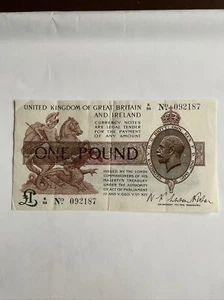 UNITED KINGDOM OF GREAT BRITAIN
AND IRELAND
CURRENCY NOTES
ARE LEGAL TENDER
FOR THE PAYMENT
OF ANY AMOUNT
No 092187
ONE POUND
ISSUED BY THE LORDS
COMMISSIONERS OF HIS
MAJESTY'S TREASURY
UNDER THE AUTHORITY
OF ACT OF PARLIAMENT
£1
No 092187